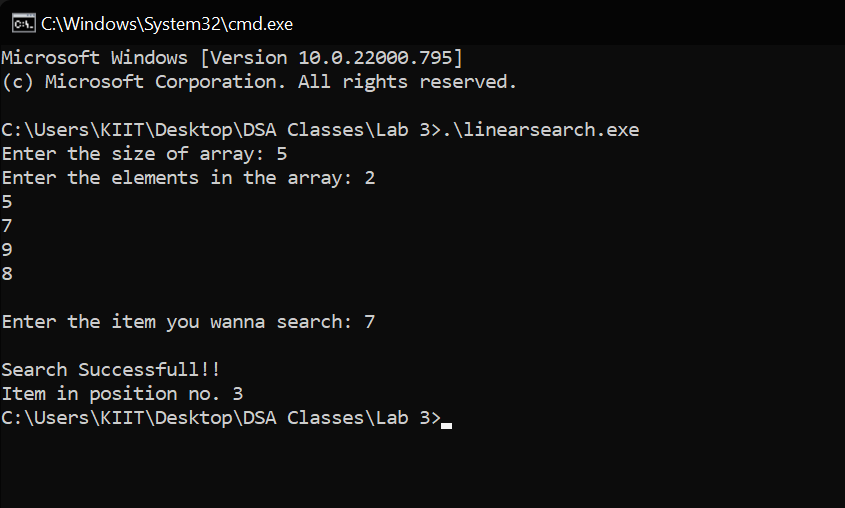 C:\Windows\System32\cmd.exe
Microsoft Windows [Version 10.0.22000.795]
(c) Microsoft Corporation. All rights reserved.
C:\Users\KIIT\Desktop\DSA Classes\Lab 3>.\linearsearch.exe
Enter the size of array: 5
Enter the elements in the array: 2
5
7
9
8
Enter the item you wanna search: 7
Search Successfull!!
Item in position no. 3
C:\Users\KIIT\Desktop\DSA Classes\Lab 3>